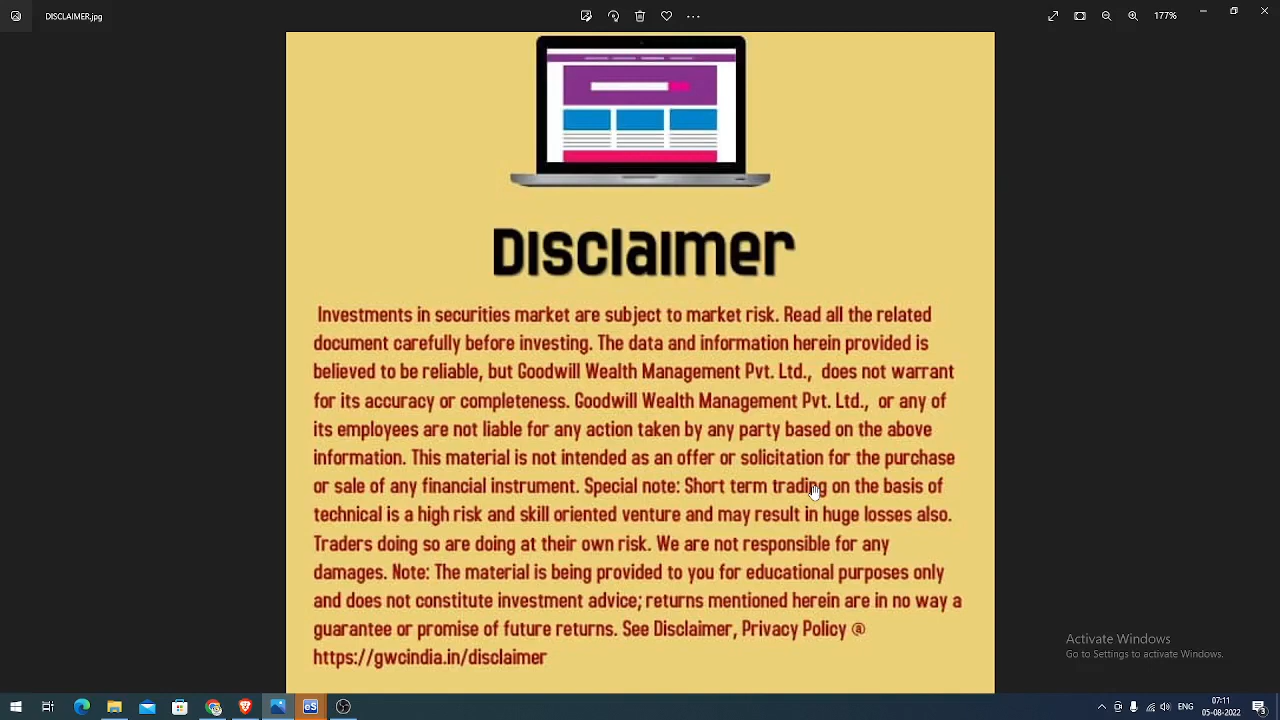 DISCLAIMER.jpg
177%
Disclaimer
Investments in securities market are subject to market risk. Read all the related
document carefully before investing. The data and information herein provided is
believed to be reliable, but Goodwill Wealth Management Pvt. Ltd., does not warrant
for its accuracy or completeness. Goodwill Wealth Management Pvt. Ltd., or any of
its employees are not liable for any action taken by any party based on the above
information. This material is not intended as an offer or solicitation for the purchase
or sale of any financial instrument. Special note: Short term trading on the basis of
technical is a high risk and skill oriented venture and may result in huge losses also.
Traders doing so are doing at their own risk. We are not responsible for any
damages. Note: The material is being provided to you for educational purposes only
and does not constitute investment advice; returns mentioned herein are in no way a
guarantee or promise of future returns. See Disclaimer, Privacy Policy @
https://gwcindia.in/disclaimer
Activate Windows
Go to Settings to activate Windows.
ENG
07:11
05-08-2022